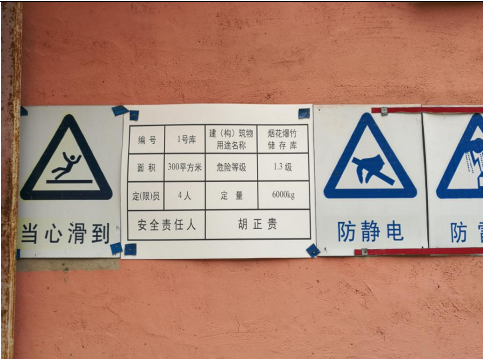 当心滑到
编 号 1号库 建（构）筑物用途名称 烟花爆竹储存库
面 积 300平方米 危险等级 1.3 级
定(限)员 4 人 定 量 6000kg
安全责任人 胡 正 贵
防静电
防